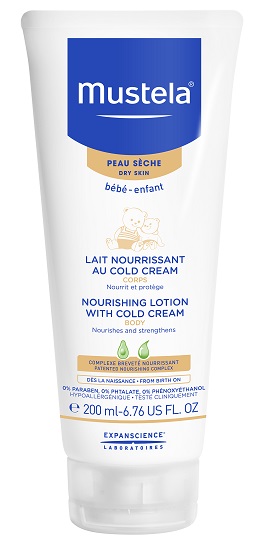 mustela®
PEAU SÈCHE
DRY SKIN
bébé-enfant
LAIT NOURRISSANT
AU COLD CREAM
CORPS
Nourrit et protège
NOURISHING LOTION
WITH COLD CREAM
BODY
Nourishes and strengthens
COMPLEXE BREVETÉ NOURRISSANT
PATENTED NOURISHING COMPLEX
DÈS LA NAISSANCE • FROM BIRTH ON
0% PARABEN, 0% PHTALATE, 0% PHÉNOXYÉTHANOL
HYPOALLERGÉNIQUE • TESTÉ CLINIQUEMENT
e 200 ml-6.76 US FL. OZ
EXPANSCIENCE®
LABORATOIRES